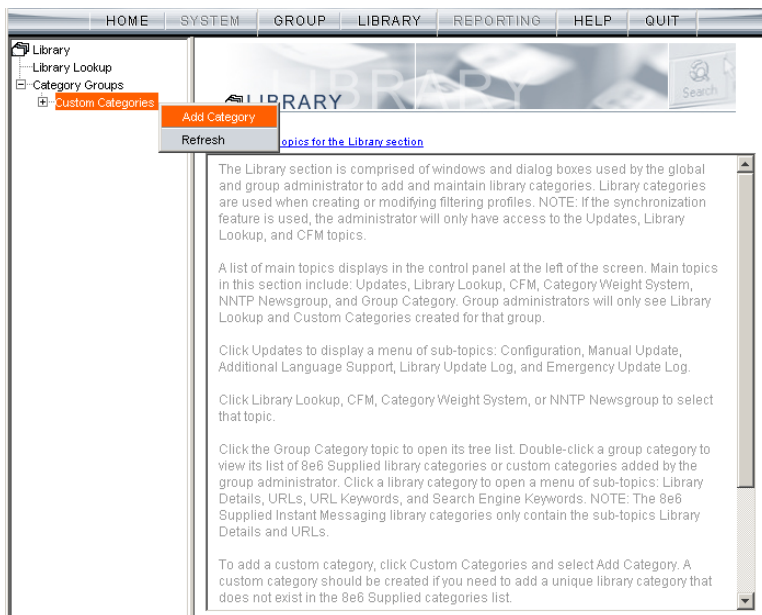 HOME SYSTEM GROUP LIBRARY REPORTING HELP QUIT
Library
Library Lookup
Category Groups
Custom Categories
Add Category
Refresh
LIBRARY
LIBRARY
Search
opics for the Library section
The Library section is comprised of windows and dialog boxes used by the global
and group administrator to add and maintain library categories. Library categories
are used when creating or modifying filtering profiles. NOTE: If the synchronization
feature is used, the administrator will only have access to the Updates, Library
Lookup, and CFM topics.
A list of main topics displays in the control panel at the left of the screen. Main topics
in this section include: Updates, Library Lookup, CFM, Category Weight System,
NNTP Newsgroup, and Group Category. Group administrators will only see Library
Lookup and Custom Categories created for that group.
Click Updates to display a menu of sub-topics: Configuration, Manual Update,
Additional Language Support, Library Update Log, and Emergency Update Log.
Click Library Lookup, CFM, Category Weight System, or NNTP Newsgroup to select
that topic.
Click the Group Category topic to open its tree list. Double-click a group category to
view its list of 8e6 Supplied library categories or custom categories added by the
group administrator. Click a library category to open a menu of sub-topics: Library
Details, URLs, URL Keywords, and Search Engine Keywords. NOTE: The 8e6
Supplied Instant Messaging library categories only contain the sub-topics Library
Details and URLs.
To add a custom category, click Custom Categories and select Add Category. A
custom category should be created if you need to add a unique library category that
does not exist in the 8e6 Supplied categories list.